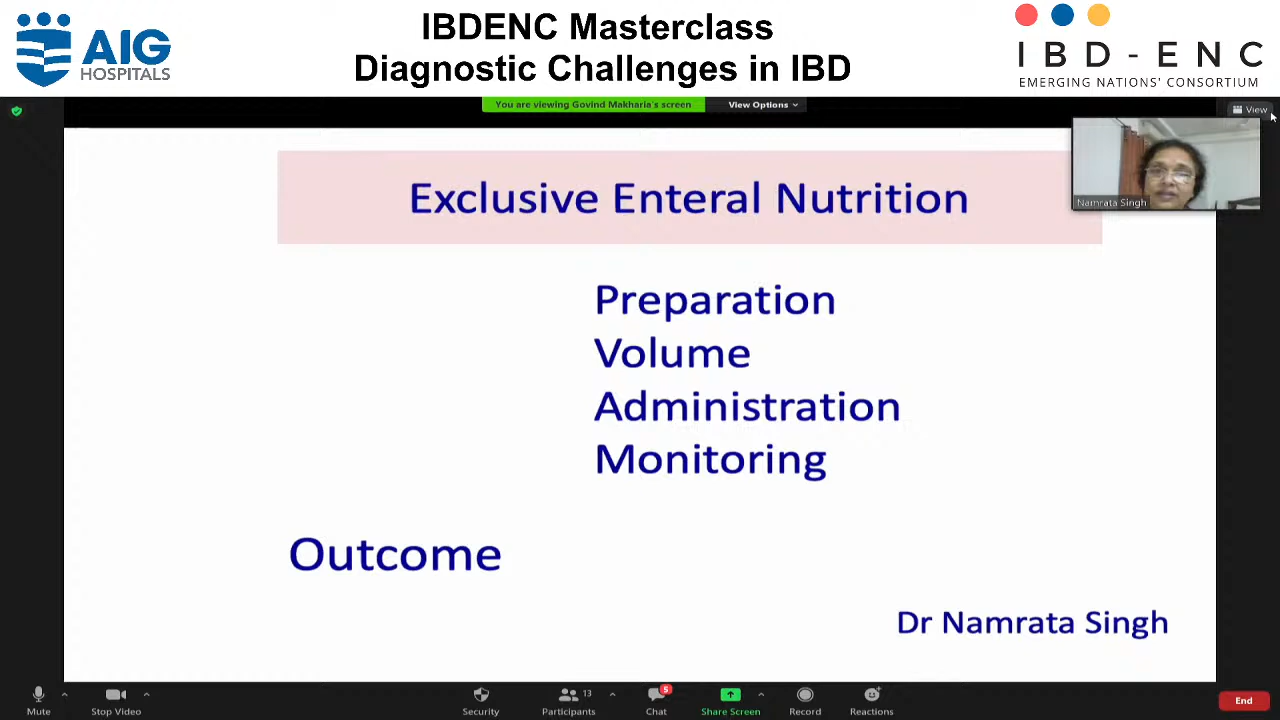 AIG
HOSPITALS
IBDENC Masterclass
Diagnostic Challenges in IBD
IBD-ENC
EMERGING NATIONS' CONSORTIUM
You are viewing Govind Makharia's screen
View Options
View
Namrata Singh
Exclusive Enteral Nutrition
Preparation
Volume
Administration
Monitoring
Outcome
Dr Namrata Singh
Mute
Stop Video
Security
13
Participants
5
Chat
Share Screen
Record
Reactions
End